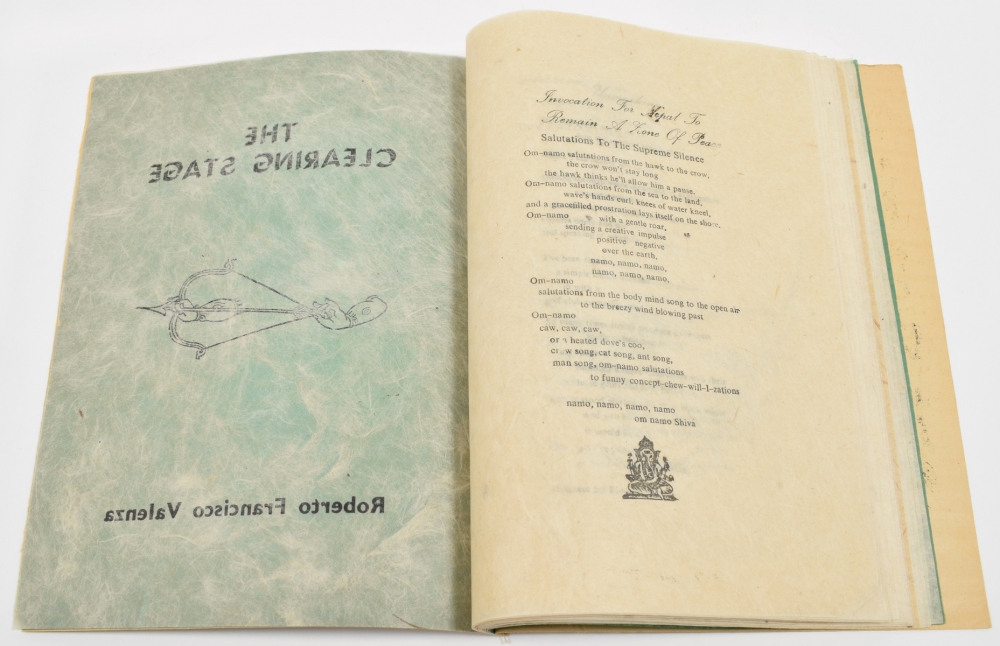 THE
CLEARING STAGE
Roberto Francisco Valenza
Invocation For Nepal To
Remain A Zone Of Peace
Salutations To The Supreme Silence
Om-namo salutations from the hawk to the crow,
the crow won't stay long
the hawk thinks he'll allow him a pause.
Om-namo salutations from the sea to the land,
wave's hands curl, knees of water kneel,
and a gracefilled prostration lays itself on the shore,
Om-namo with a gentle roar,
sending a creative impulse
positive negative
over the earth,
namo, namo, namo,
namo, namo, namo,
Om-namo
salutations from the body mind song to the open air
to the breezy wind blowing past
Om-namo
caw, caw, caw,
or a heated dove's coo,
crow song, cat song, ant song,
man song, om-namo salutations
to funny concept-chew-will-I-zations
namo, namo, namo, namo
om namo Shiva